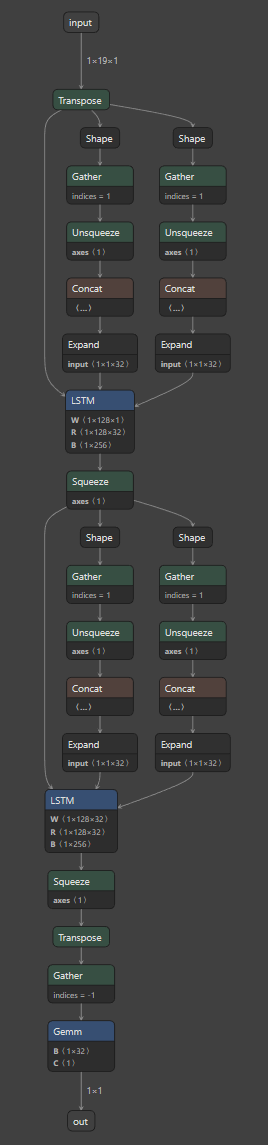 input
1×19×1
Transpose
Shape Shape
Gather Gather
indices = 1 indices = 1
Unsqueeze Unsqueeze
axes 〈1〉 axes 〈1〉
Concat Concat
〈...〉 〈...〉
Expand Expand
input 〈1×1×32〉 input 〈1×1×32〉
LSTM
W 〈1×128×1〉
R 〈1×128×32〉
B 〈1×256〉
Squeeze
axes 〈1〉
Shape Shape
Gather Gather
indices = 1 indices = 1
Unsqueeze Unsqueeze
axes 〈1〉 axes 〈1〉
Concat Concat
〈...〉 〈...〉
Expand Expand
input 〈1×1×32〉 input 〈1×1×32〉
LSTM
W 〈1×128×32〉
R 〈1×128×32〉
B 〈1×256〉
Squeeze
axes 〈1〉
Transpose
Gather
indices = -1
Gemm
B 〈1×32〉
C 〈1〉
1×1
out